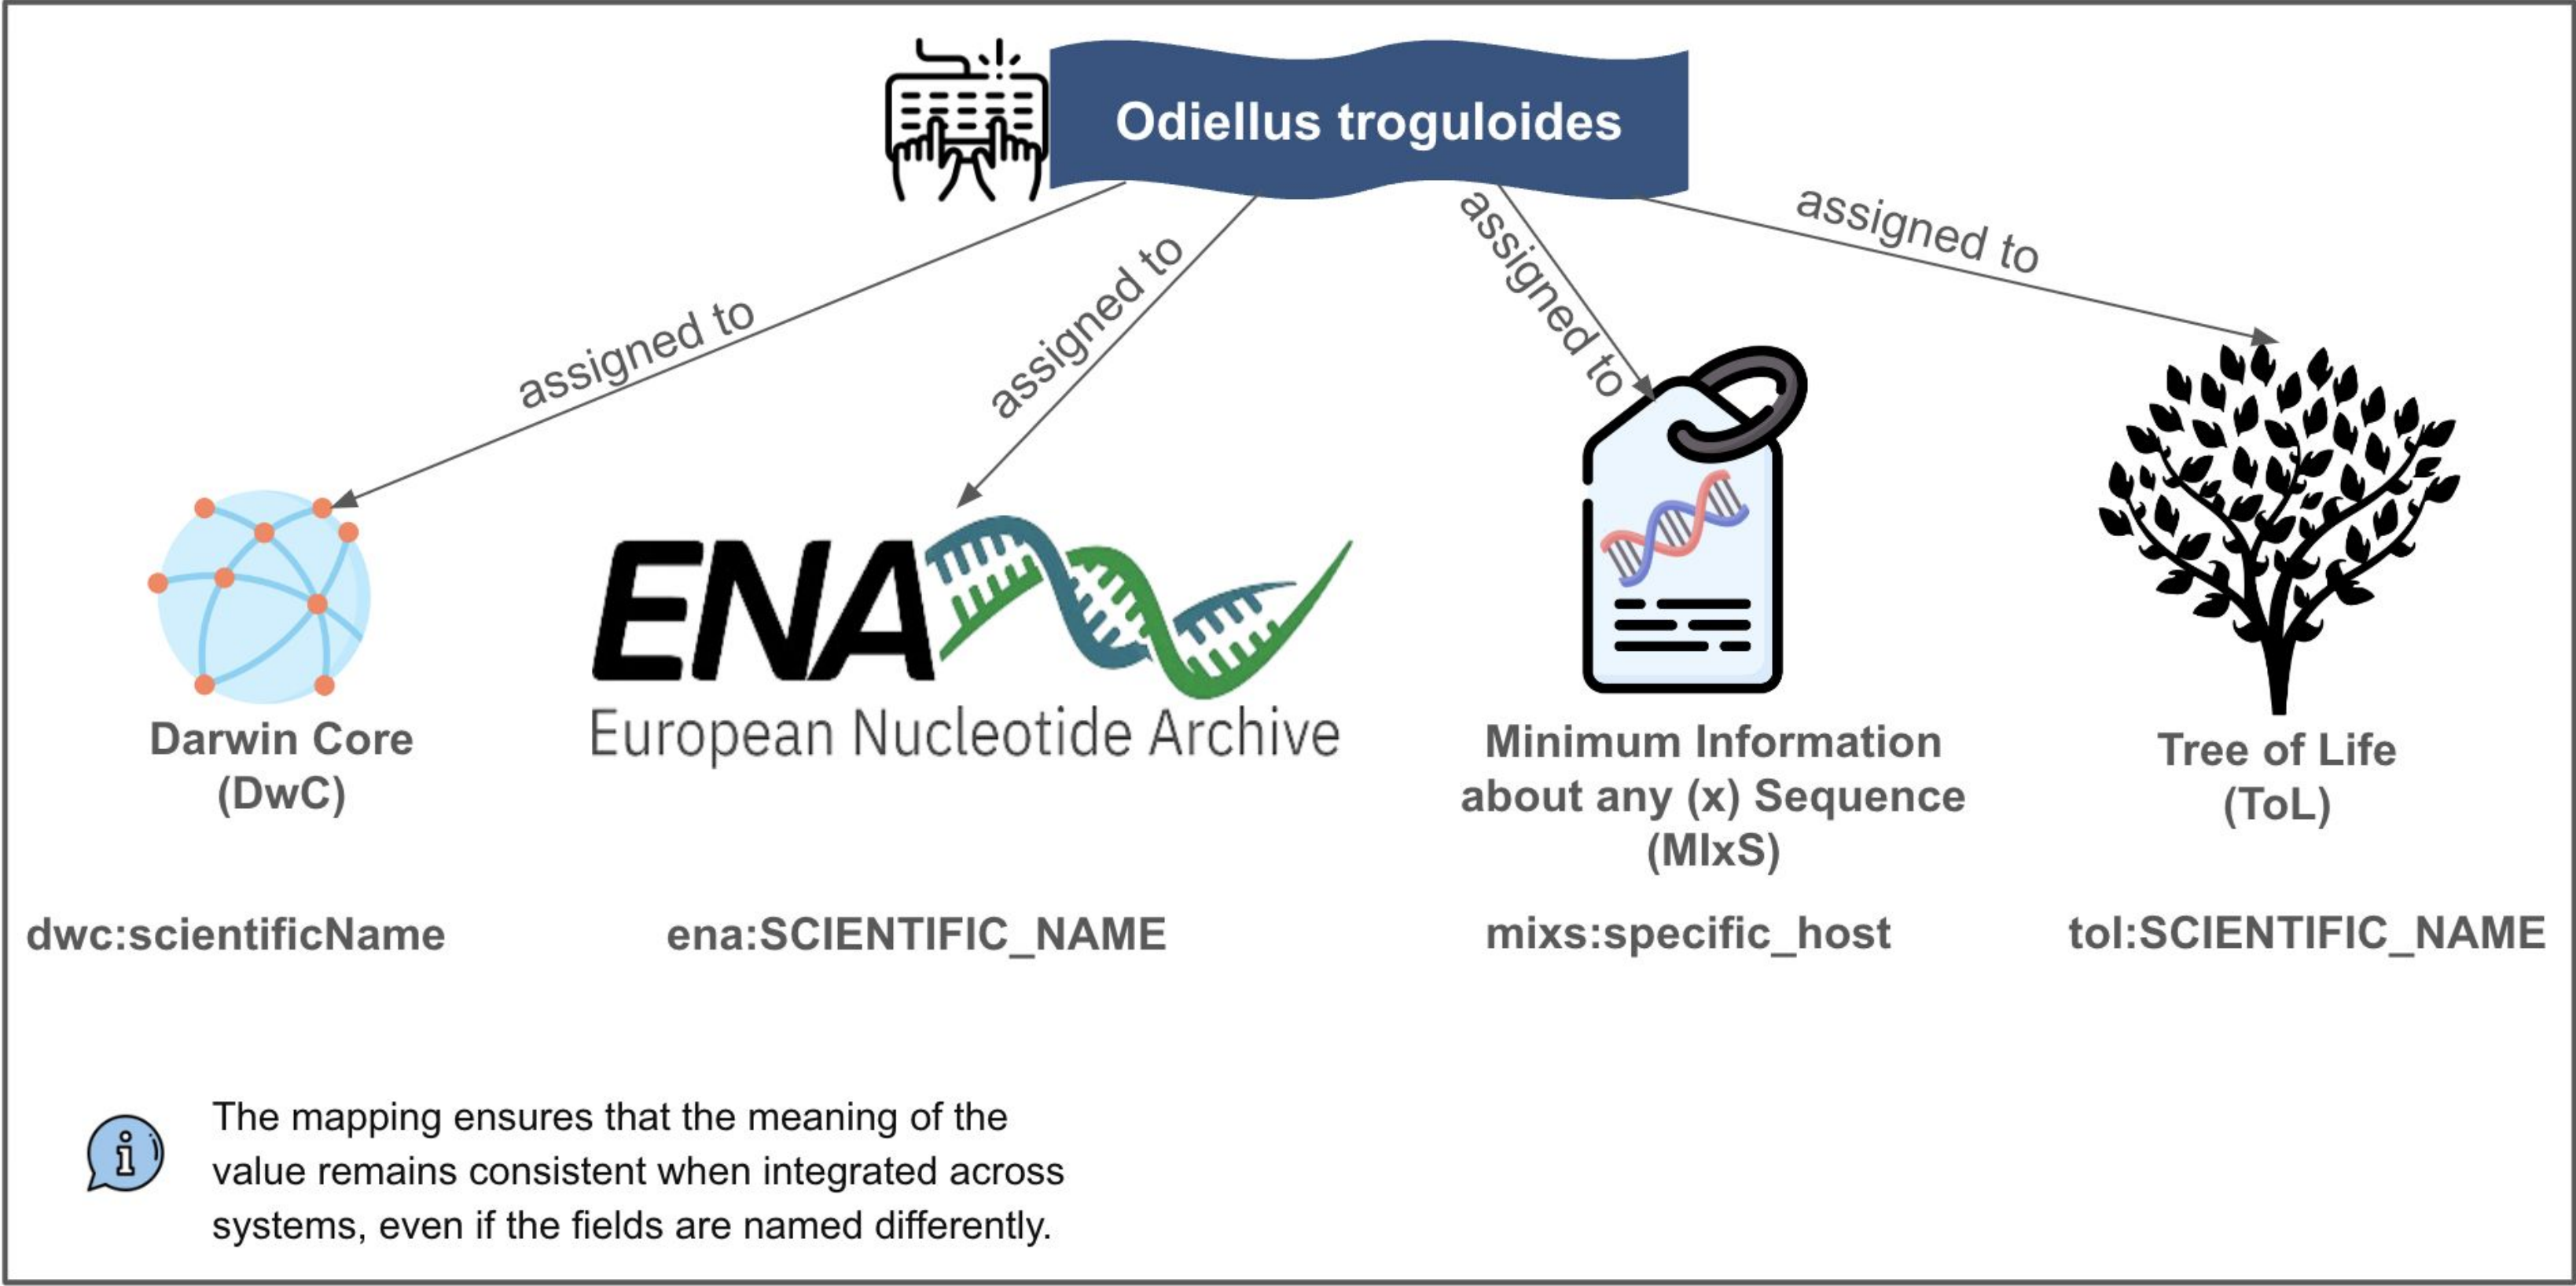 Odiellus troguloides
assigned to
assigned to
assigned to
assigned to
ENA
European Nucleotide Archive
Darwin Core
(DwC)
Minimum Information
about any (x) Sequence
(MIxS)
Tree of Life
(ToL)
dwc:scientificName
ena:SCIENTIFIC_NAME
mixs:specific_host
tol:SCIENTIFIC_NAME
i
The mapping ensures that the meaning of the
value remains consistent when integrated across
systems, even if the fields are named differently.